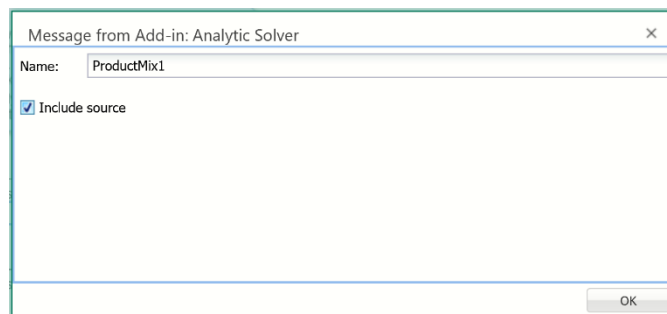 Message from Add-in: Analytic Solver
Name: ProductMix1
Include source
OK